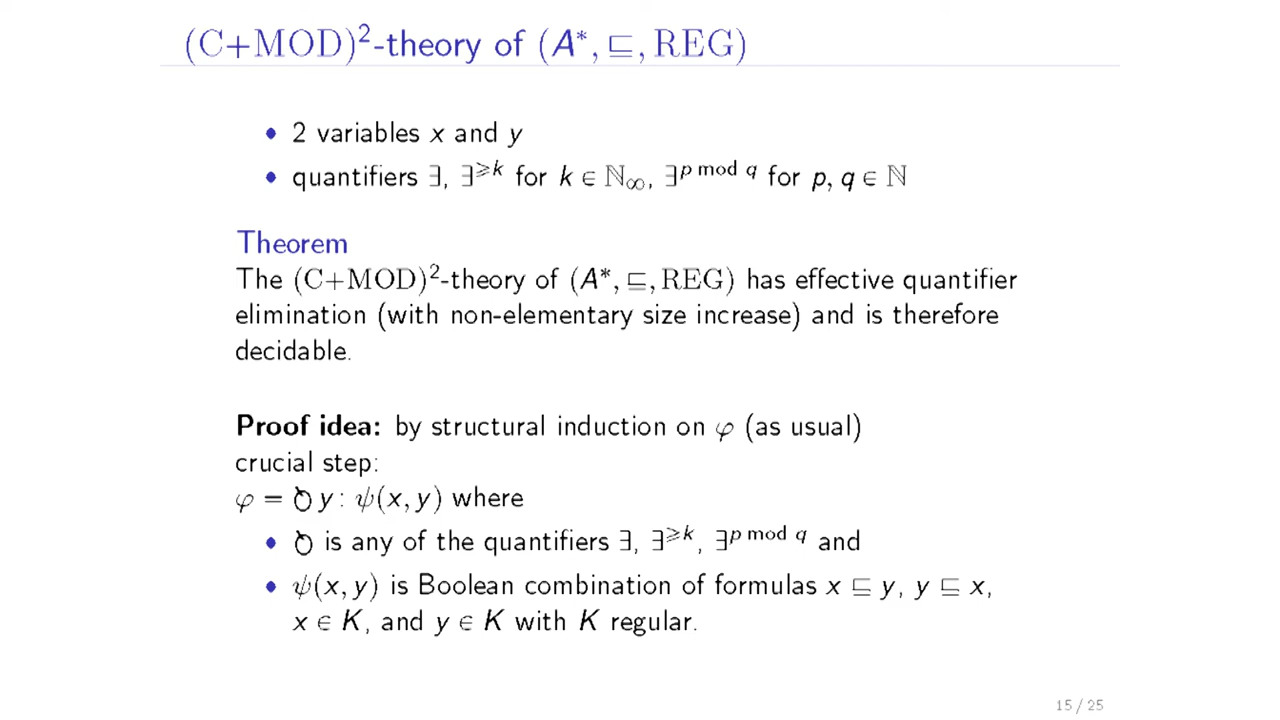 (C+MOD)²-theory of (A*, ⊑, REG)
• 2 variables x and y
• quantifiers ∃, ∃^{⩾k} for k ∈ ℕ_∞, ∃^{p mod q} for p, q ∈ ℕ
Theorem
The (C+MOD)²-theory of (A*, ⊑, REG) has effective quantifier
elimination (with non-elementary size increase) and is therefore
decidable.
Proof idea: by structural induction on φ (as usual)
crucial step:
φ = Ծ y : ψ(x, y) where
• Ծ is any of the quantifiers ∃, ∃^{⩾k}, ∃^{p mod q} and
• ψ(x, y) is Boolean combination of formulas x ⊑ y, y ⊑ x,
x ∈ K, and y ∈ K with K regular.
15 / 25